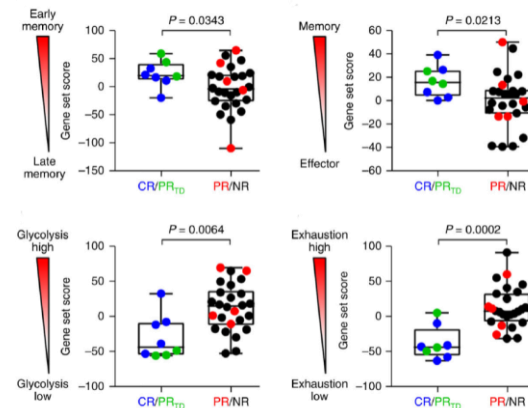 Early
memory
Late
memory
Gene set score
100
50
0
−50
−100
−150
P = 0.0343
CR/PRTD
PR/NR
Memory
Effector
Gene set score
60
40
20
0
−20
−40
−60
P = 0.0213
CR/PRTD
PR/NR
Glycolysis
high
Glycolysis
low
Gene set score
100
50
0
−50
−100
P = 0.0064
CR/PRTD
PR/NR
Exhaustion
high
Exhaustion
low
Gene set score
100
50
0
−50
−100
P = 0.0002
CR/PRTD
PR/NR